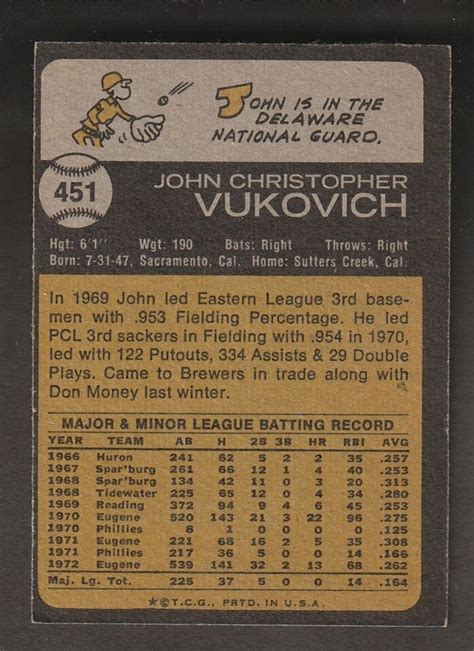 JOHN IS IN THE
DELAWARE
NATIONAL GUARD.
451
JOHN CHRISTOPHER
VUKOVICH
Hgt: 6'1" Wgt: 190 Bats: Right Throws: Right
Born: 7-31-47, Sacramento, Cal. Home: Sutters Creek, Cal.
In 1969 John led Eastern League 3rd base-
men with .953 Fielding Percentage. He led
PCL 3rd sackers in Fielding with .954 in 1970,
led with 122 Putouts, 334 Assists & 29 Double
Plays. Came to Brewers in trade along with
Don Money last winter.
MAJOR & MINOR LEAGUE BATTING RECORD
YEAR TEAM AB H 2B 3B HR RBI AVG
1966 Huron 241 62 5 2 2 35 .257
1967 Spar'burg 261 66 12 1 4 40 .253
1968 Spar'burg 134 42 11 0 3 24 .313
1968 Tidewater 225 65 12 0 4 34 .280
1969 Reading 372 94 9 4 6 45 .253
1970 Eugene 520 143 21 3 22 96 .275
1970 Phillies 8 1 0 0 0 0 .125
1971 Eugene 221 68 16 2 5 35 .308
1971 Phillies 217 36 5 0 0 14 .166
1972 Eugene 539 141 32 2 13 68 .262
Maj. Lg. Tot. 225 37 5 0 0 14 .164
*©T.C.G., PRTD. IN U.S.A.